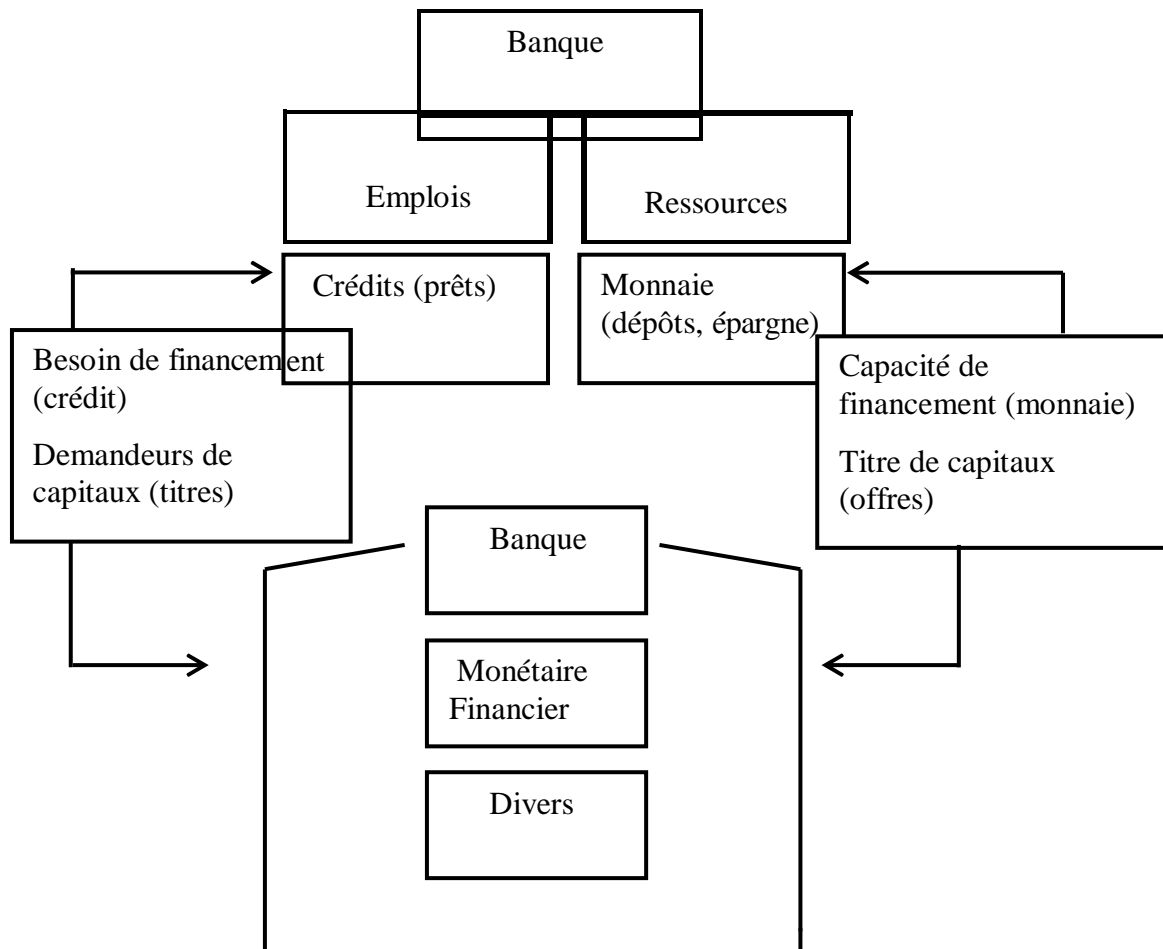 Banque
Emplois
Ressources
Crédits (prêts)
Monnaie
(dépôts, épargne)
Besoin de financement
(crédit)
Demandeurs de
capitaux (titres)
Capacité de
financement (monnaie)
Titre de capitaux
(offres)
Banque
Monétaire
Financier
Divers